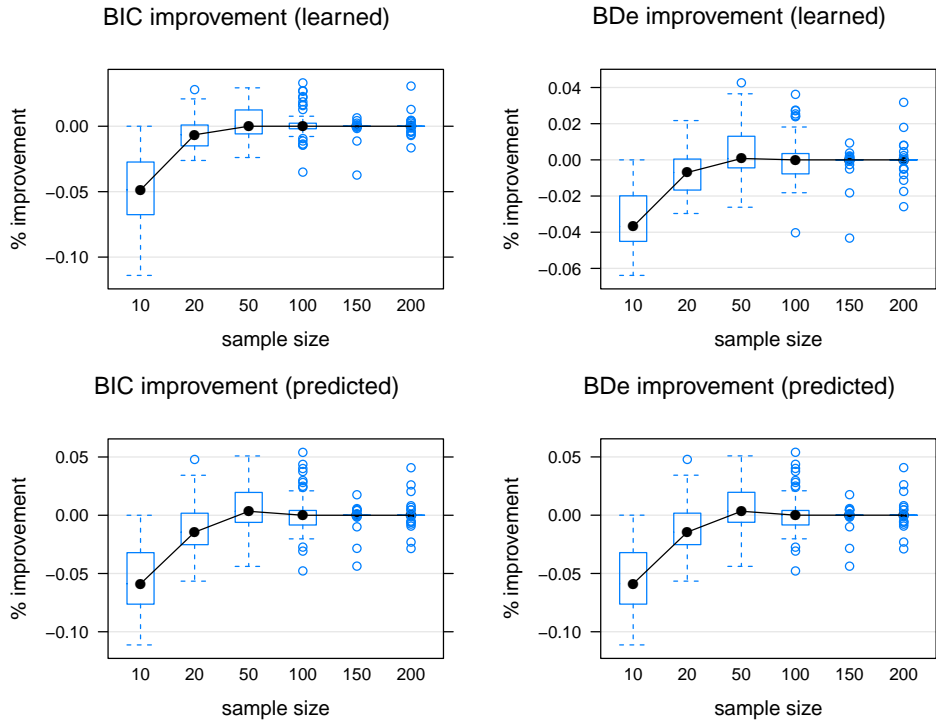 BIC improvement (learned)
% improvement
0.00
−0.05
−0.10
10 20 50 100 150 200
sample size
BDe improvement (learned)
% improvement
0.04
0.02
0.00
−0.02
−0.04
−0.06
10 20 50 100 150 200
sample size
BIC improvement (predicted)
% improvement
0.05
0.00
−0.05
−0.10
10 20 50 100 150 200
sample size
BDe improvement (predicted)
% improvement
0.05
0.00
−0.05
−0.10
10 20 50 100 150 200
sample size